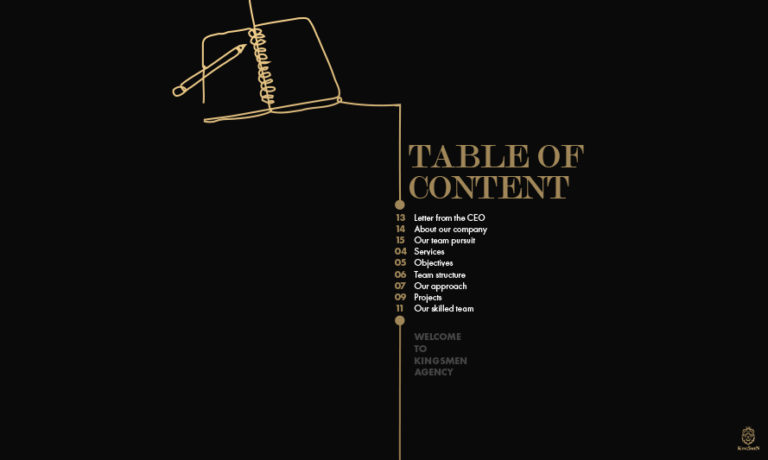 TABLE OF
CONTENT
13 Letter from the CEO
14 About our company
15 Our team pursuit
04 Services
05 Objectives
06 Team structure
07 Our approach
09 Projects
11 Our skilled team
WELCOME
TO
KINGSMEN
AGENCY
KingsmeN